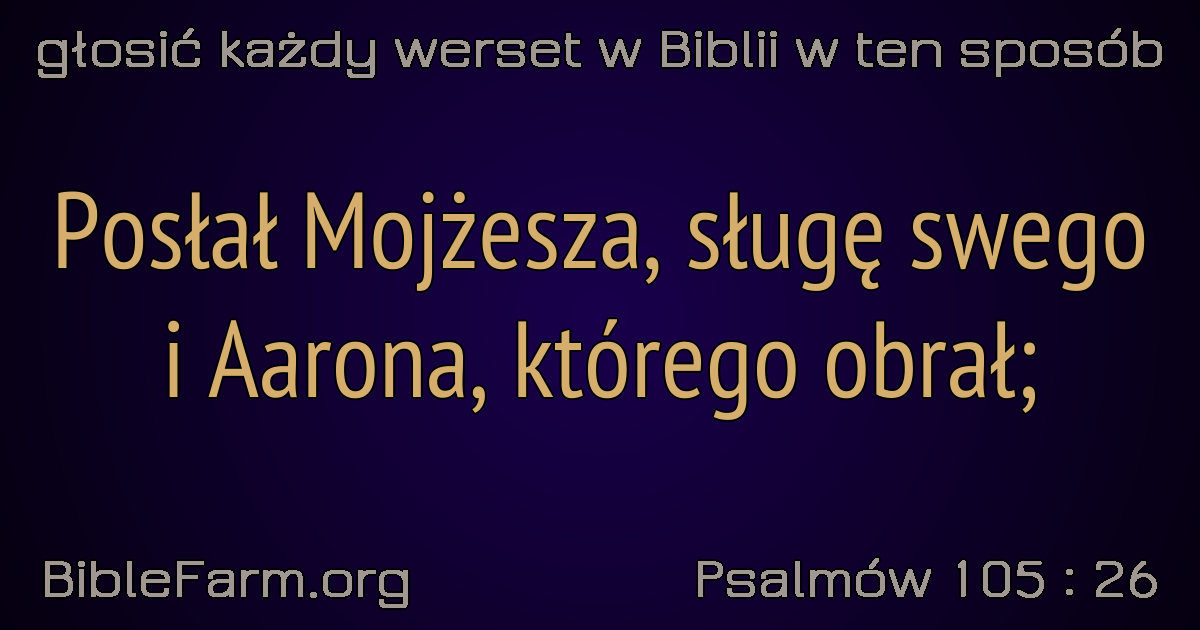 głosić każdy werset w Biblii w ten sposób
Posłał Mojżesza, sługę swego
i Aarona, którego obrał;
BibleFarm.org
Psalmów 105 : 26